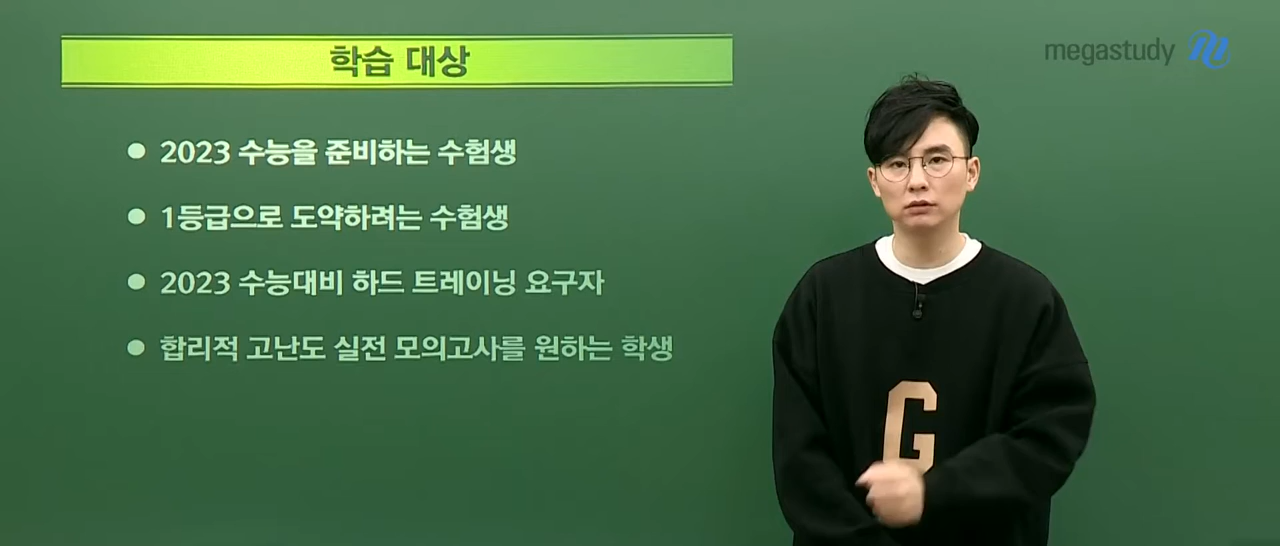 학습 대상
megastudy
2023 수능을 준비하는 수험생
1등급으로 도약하려는 수험생
2023 수능대비 하드 트레이닝 요구자
합리적 고난도 실전 모의고사를 원하는 학생
G